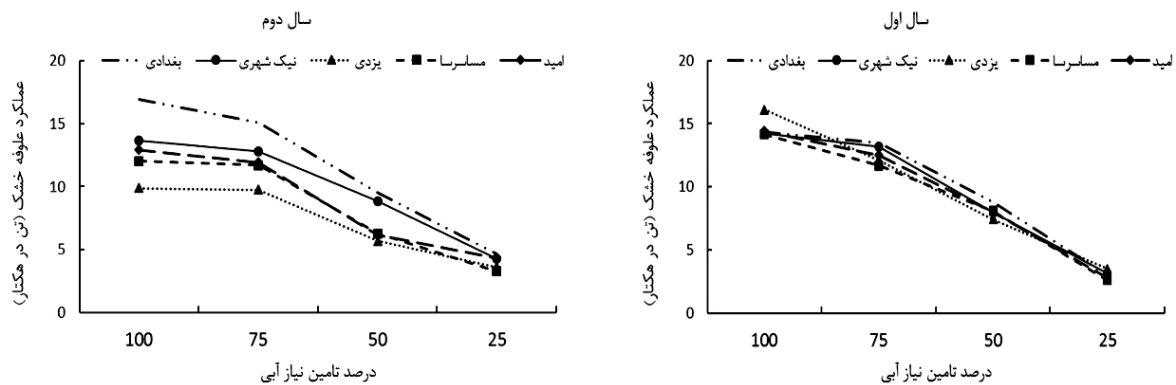 سال اول
بغدادی نیک شهری یزدی مساسرسا امید
عملکرد علوفه خشک (تن در هکتار)
20
15
10
5
0
100 75 50 25
درصد تامین نیاز آبی
سال دوم
بغدادی نیک شهری یزدی مساسرسا امید
عملکرد علوفه خشک (تن در هکتار)
20
15
10
5
0
100 75 50 25
درصد تامین نیاز آبی